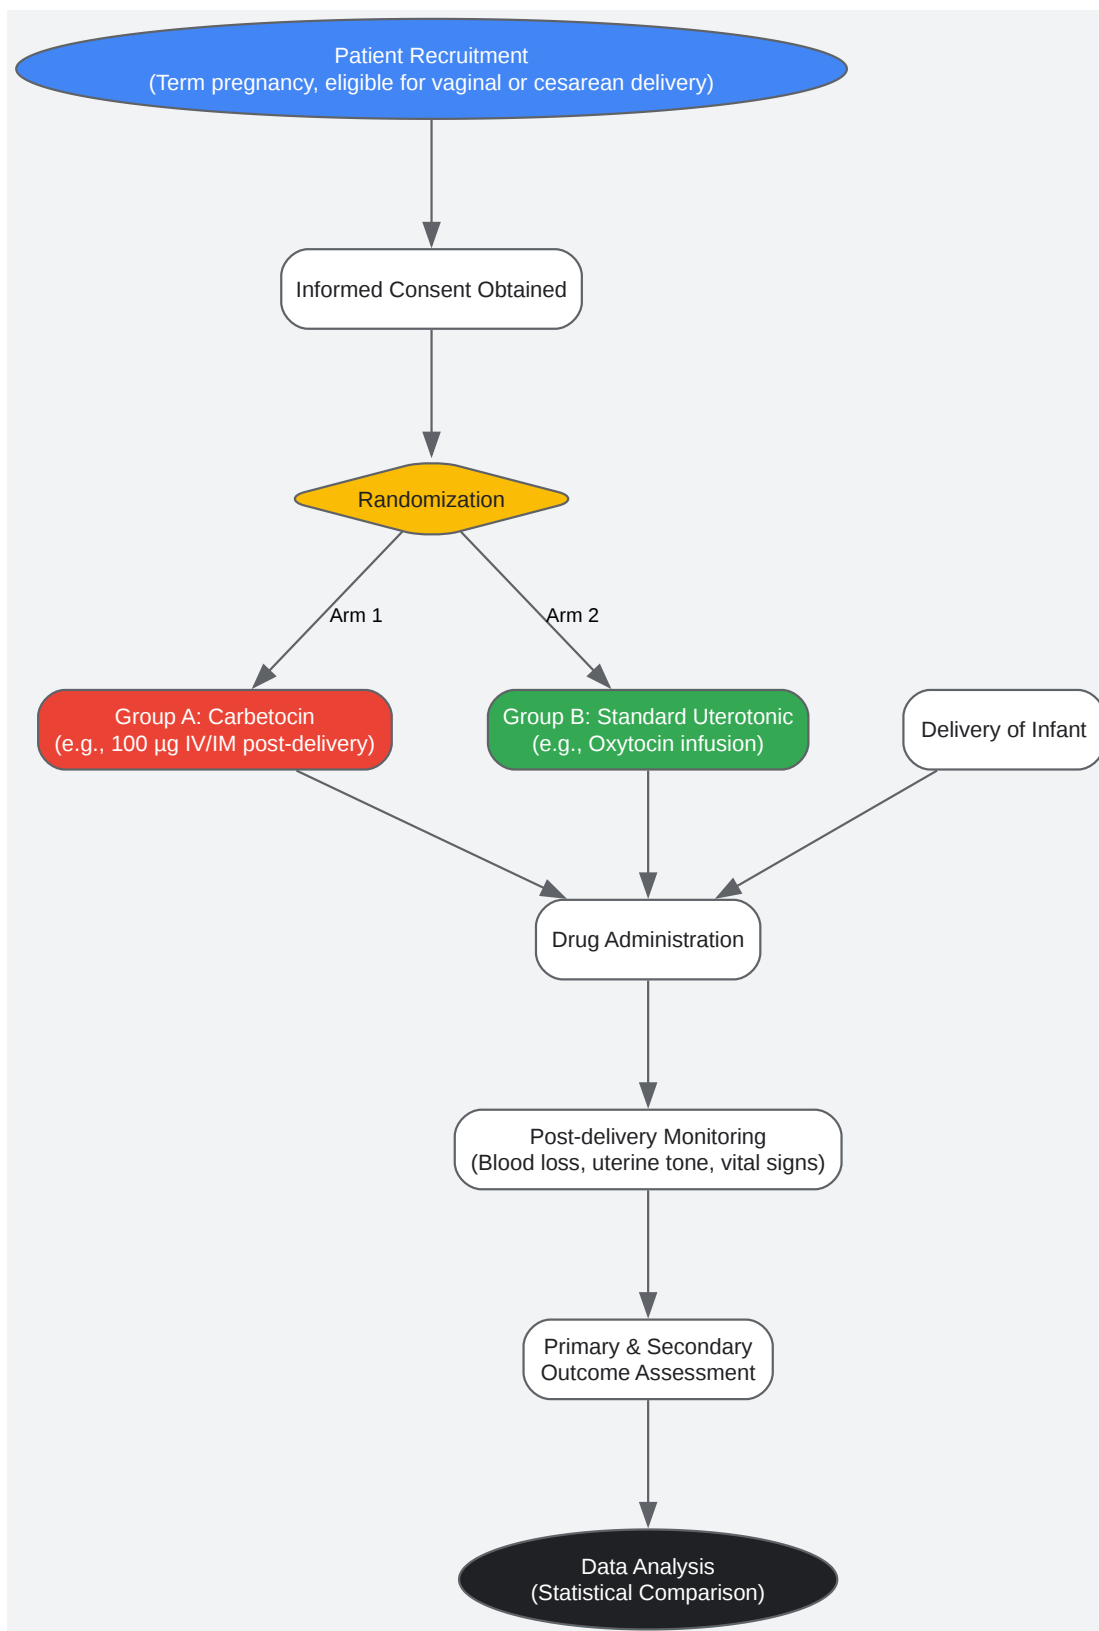 Patient Recruitment
(Term pregnancy, eligible for vaginal or cesarean delivery)
Informed Consent Obtained
Randomization
Arm 1
Arm 2
Group A: Carbetocin
(e.g., 100 µg IV/IM post-delivery)
Group B: Standard Uterotonic
(e.g., Oxytocin infusion)
Delivery of Infant
Drug Administration
Post-delivery Monitoring
(Blood loss, uterine tone, vital signs)
Primary & Secondary
Outcome Assessment
Data Analysis
(Statistical Comparison)